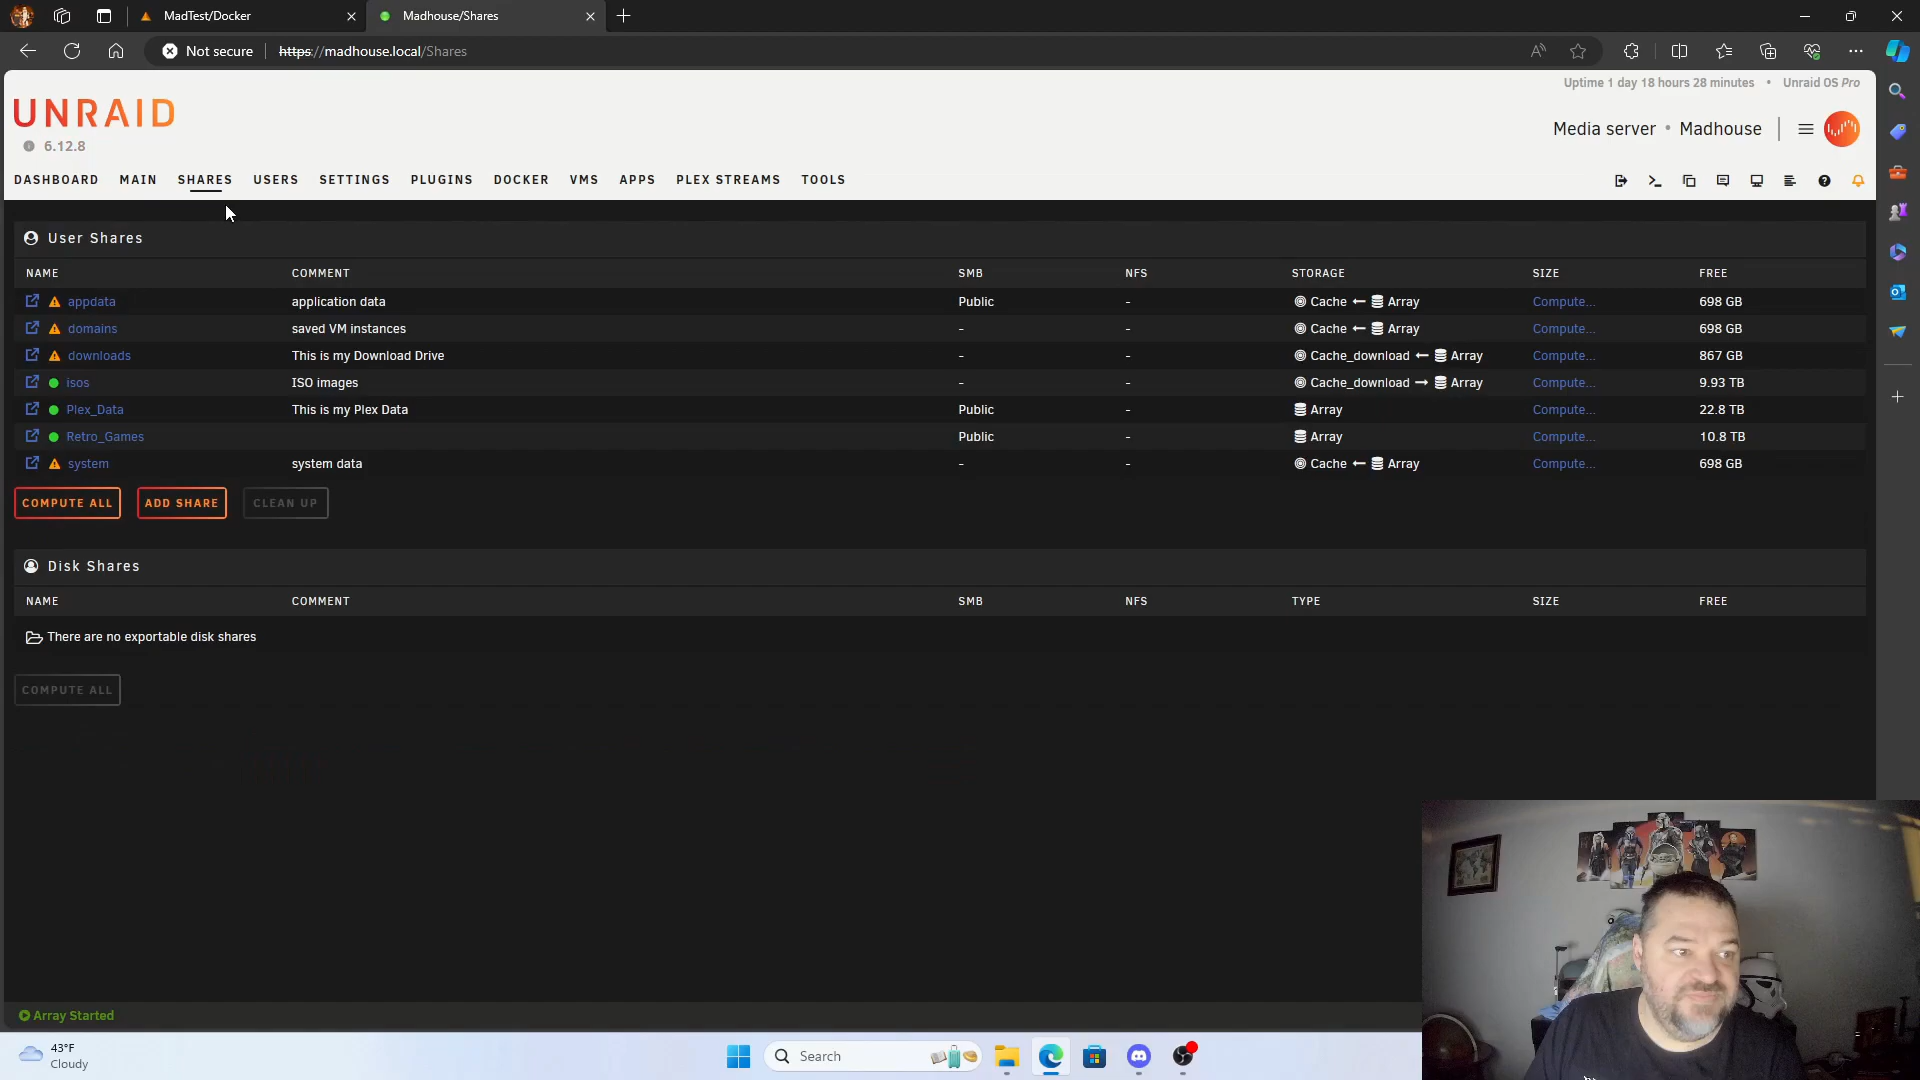 MadTest/Docker
Madhouse/Shares
Not secure
https://madhouse.local/Shares
Uptime 1 day 18 hours 28 minutes • Unraid OS Pro
UNRAID
6.12.8
Media server • Madhouse
DASHBOARD MAIN SHARES USERS SETTINGS PLUGINS DOCKER VMS APPS PLEX STREAMS TOOLS
User Shares
NAME COMMENT SMB NFS STORAGE SIZE FREE
appdata application data Public - Cache ← Array Compute... 698 GB
domains saved VM instances - - Cache ← Array Compute... 698 GB
downloads This is my Download Drive - - Cache_download ← Array Compute... 867 GB
isos ISO images - - Cache_download → Array Compute... 9.93 TB
Plex_Data This is my Plex Data Public - Array Compute... 22.8 TB
Retro_Games Public - Array Compute... 10.8 TB
system system data - - Cache ← Array Compute... 698 GB
COMPUTE ALL ADD SHARE CLEAN UP
Disk Shares
NAME COMMENT SMB NFS TYPE SIZE FREE
There are no exportable disk shares
COMPUTE ALL
Array Started
43°F
Cloudy
Search